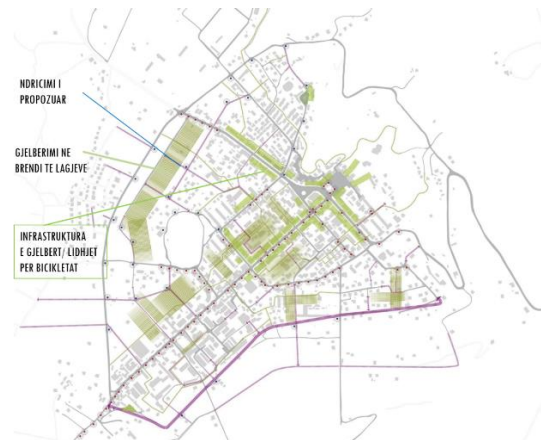 NDRICIMI I
PROPOZUAR
GJELBERIMI NE
BRENDI TE LAGJEVE
INFRASTRUKTURA
E GJELBERT/ LIDHJET
PER BICIKLETAT